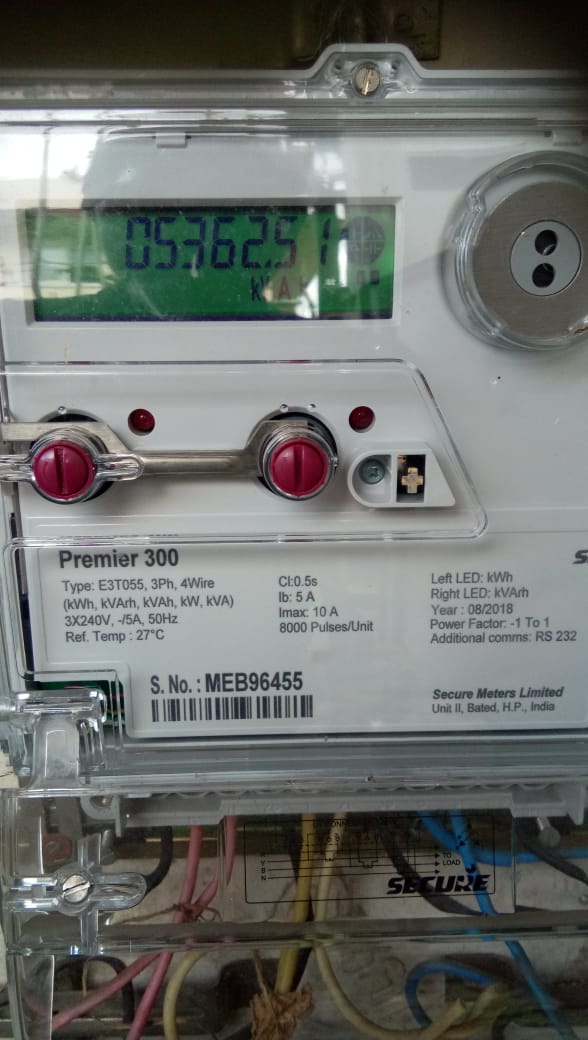 05362.51
kVAh
Premier 300
Type: E3T055, 3Ph, 4Wire
(kWh, kVArh, kVAh, kW, kVA)
3X240V, -/5A, 50Hz
Ref. Temp : 27°C
Cl:0.5s
Ib: 5 A
Imax: 10 A
8000 Pulses/Unit
Left LED: kWh
Right LED: kVArh
Year : 08/2018
Power Factor: -1 To 1
Additional comms: RS 232
S. No. : MEB96455
Secure Meters Limited
Unit II, Bated, H.P., India
Y
B
N
TO
LOAD
SECURE